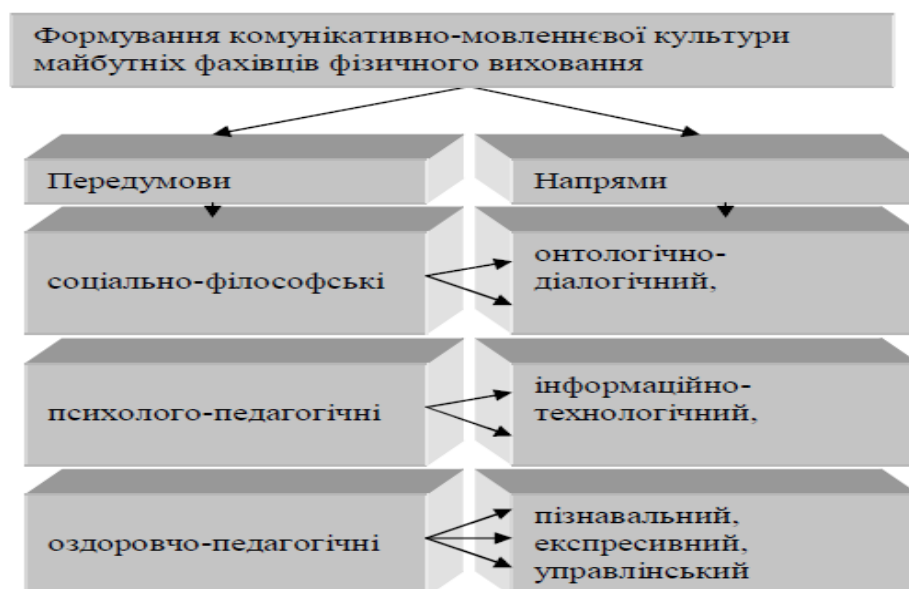 Формування комунікативно-мовленнєвої культури
майбутніх фахівців фізичного виховання
Передумови
Напрями
соціально-філософські
онтологічно-
діалогічний,
психолого-педагогічні
інформаційно-
технологічний,
оздоровчо-педагогічні
пізнавальний,
експресивний,
управлінський